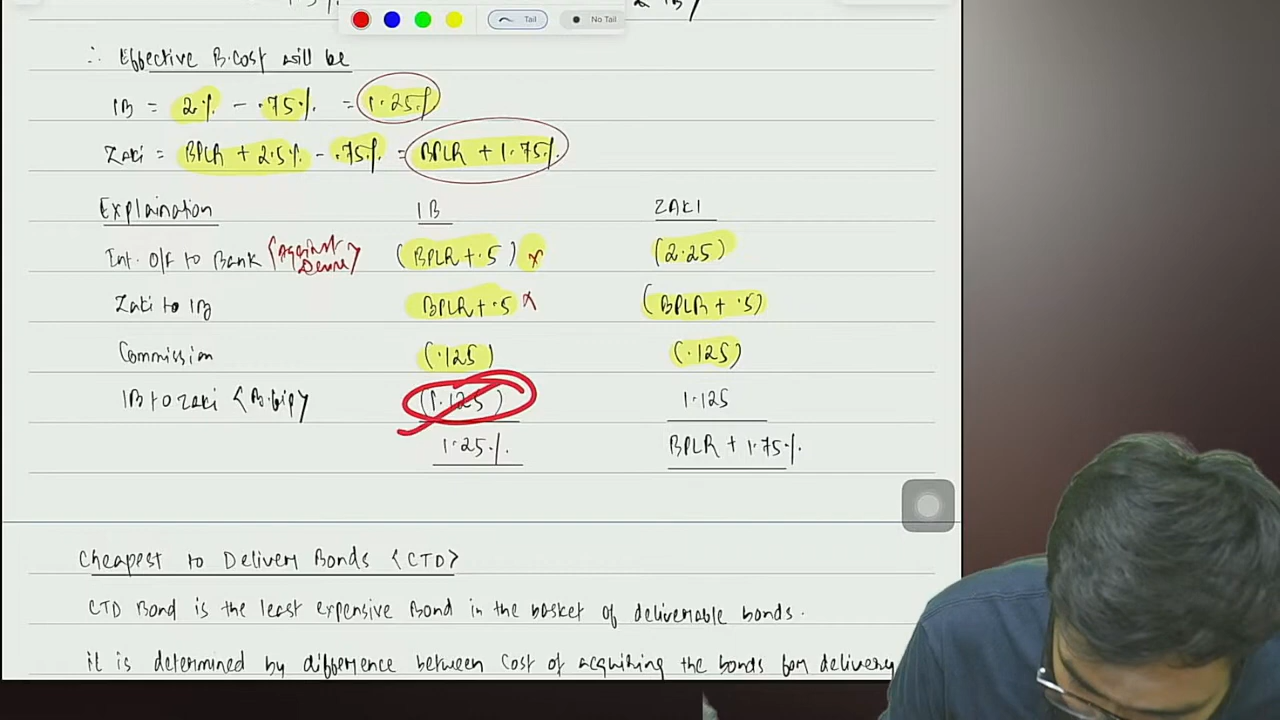 Tail No Tail
∴ Effective B.Cost will be
IB = 2% - .75% = 1.25%
Zaki = BPLR + 2.5% - .75% = BPLR + 1.75%
Explaination IB ZAKI
Int. O/F to Bank {Against Desire} (BPLR + .5) x (2.25)
Zaki to IB BPLR + .5 x (BPLR + .5)
Commission (.125) (.125)
IB to Zaki (1.125) 1.125
1.25% BPLR + 1.75%
Cheapest to Deliver Bonds <CTD>
CTD Bond is the least expensive Bond in the basket of deliverable bonds.
it is determined by difference between cost of acquiring the bonds for delivery